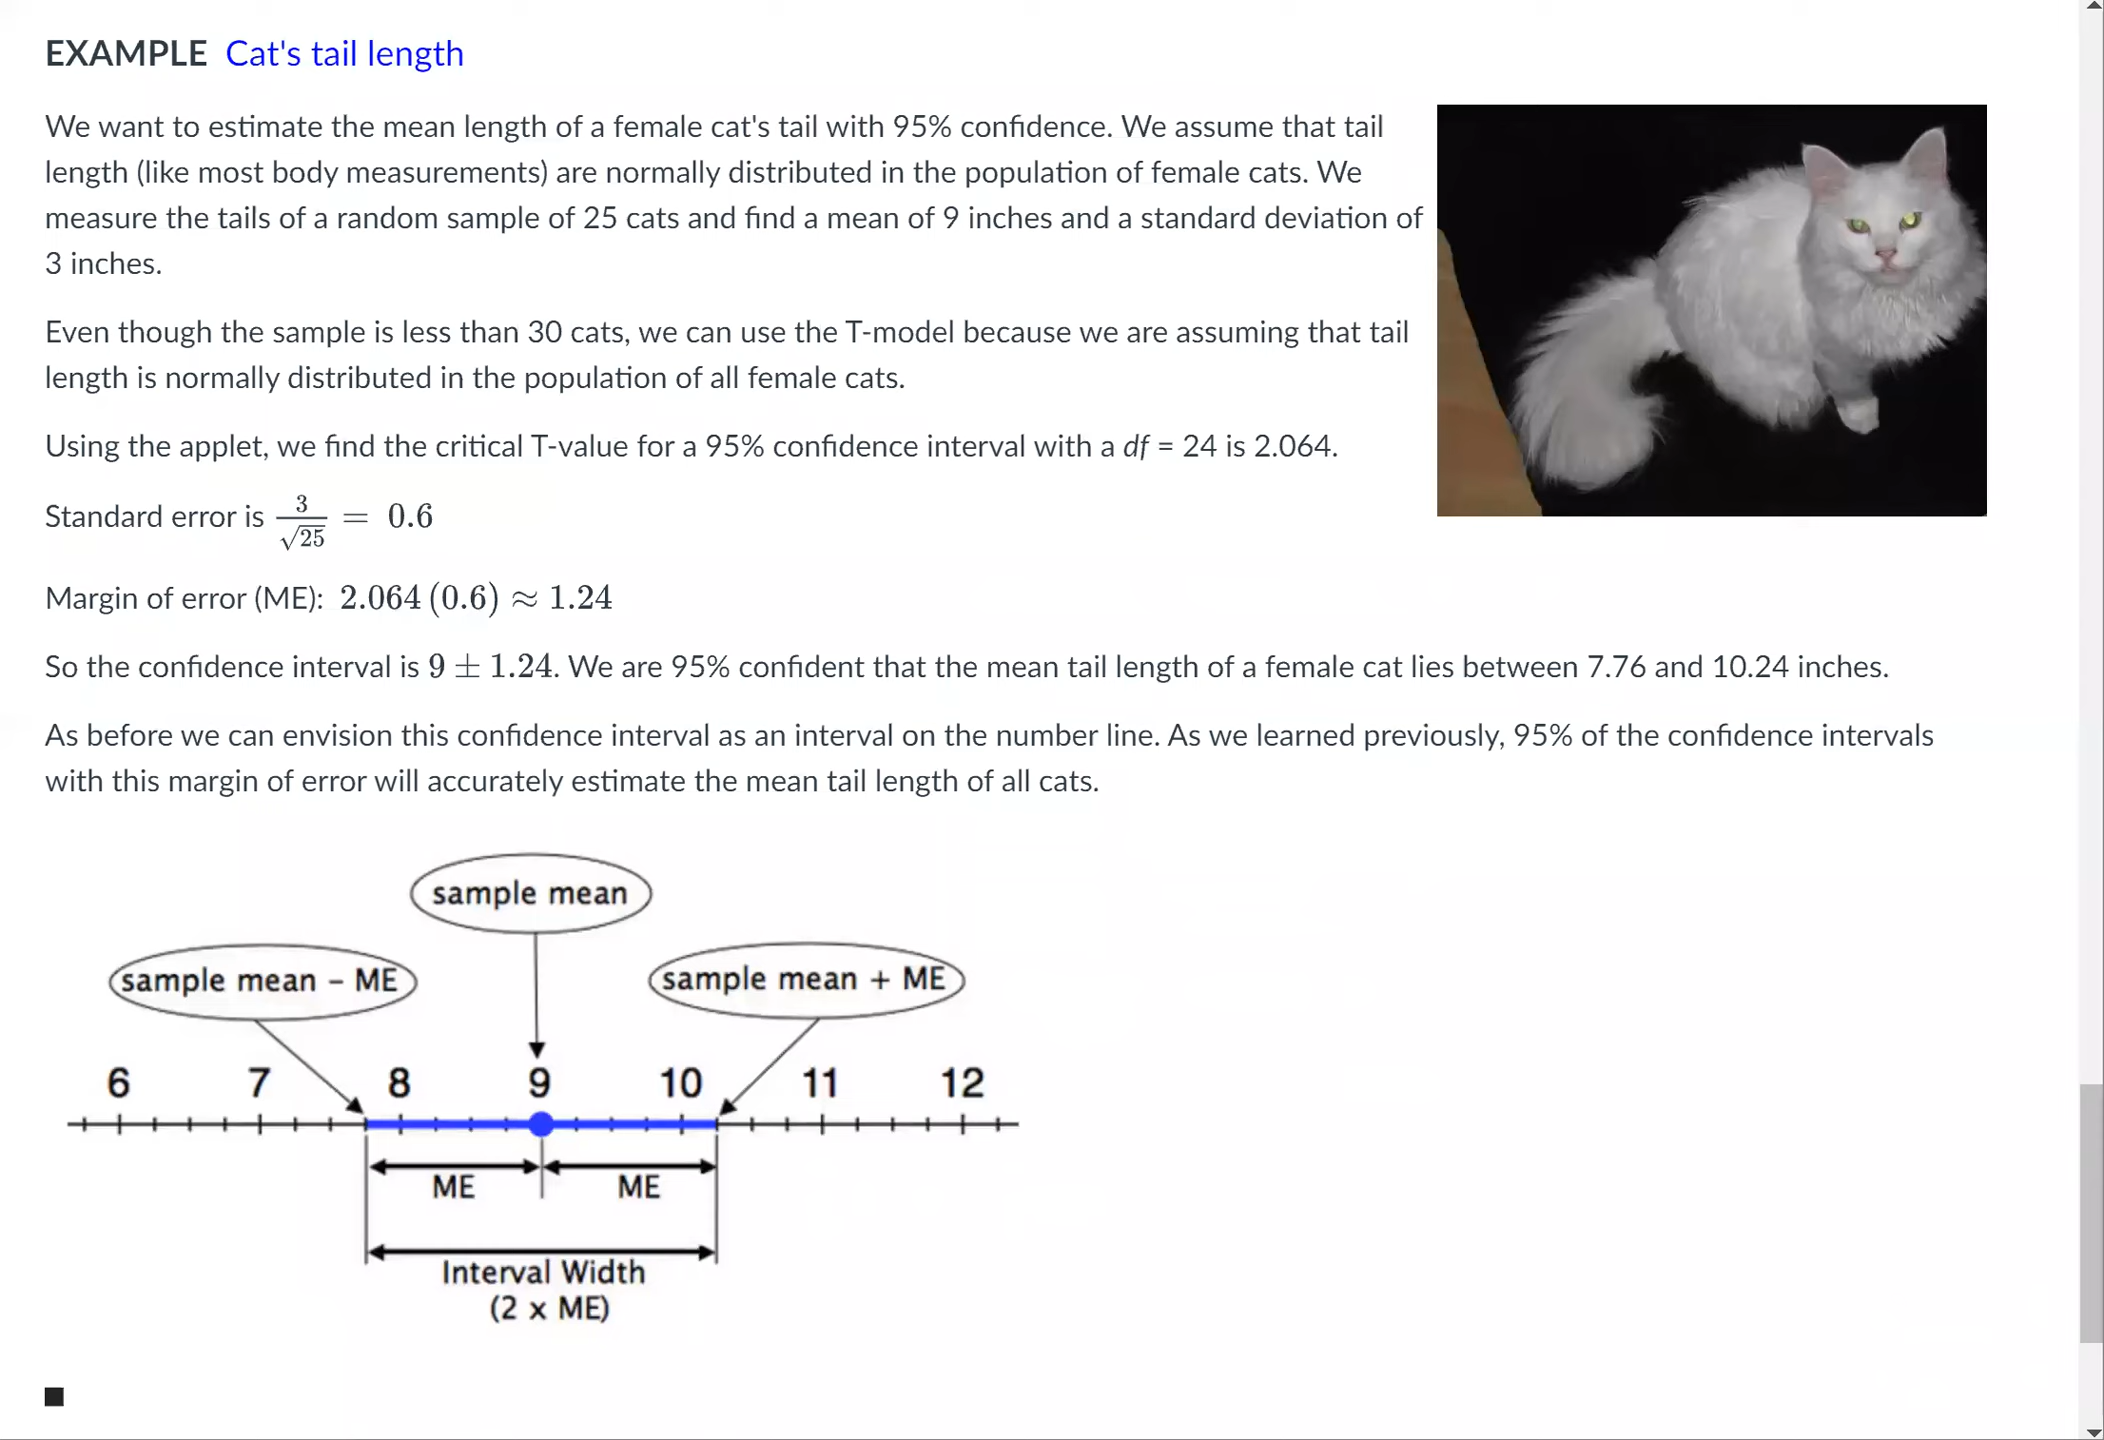 EXAMPLE Cat's tail length
We want to estimate the mean length of a female cat's tail with 95% confidence. We assume that tail
length (like most body measurements) are normally distributed in the population of female cats. We
measure the tails of a random sample of 25 cats and find a mean of 9 inches and a standard deviation of
3 inches.
Even though the sample is less than 30 cats, we can use the T-model because we are assuming that tail
length is normally distributed in the population of all female cats.
Using the applet, we find the critical T-value for a 95% confidence interval with a df = 24 is 2.064.
Standard error is 3/√25 = 0.6
Margin of error (ME): 2.064 (0.6) ≈ 1.24
So the confidence interval is 9 ± 1.24. We are 95% confident that the mean tail length of a female cat lies between 7.76 and 10.24 inches.
As before we can envision this confidence interval as an interval on the number line. As we learned previously, 95% of the confidence intervals
with this margin of error will accurately estimate the mean tail length of all cats.
sample mean
sample mean – ME
sample mean + ME
6 7 8 9 10 11 12
ME ME
Interval Width
(2 x ME)